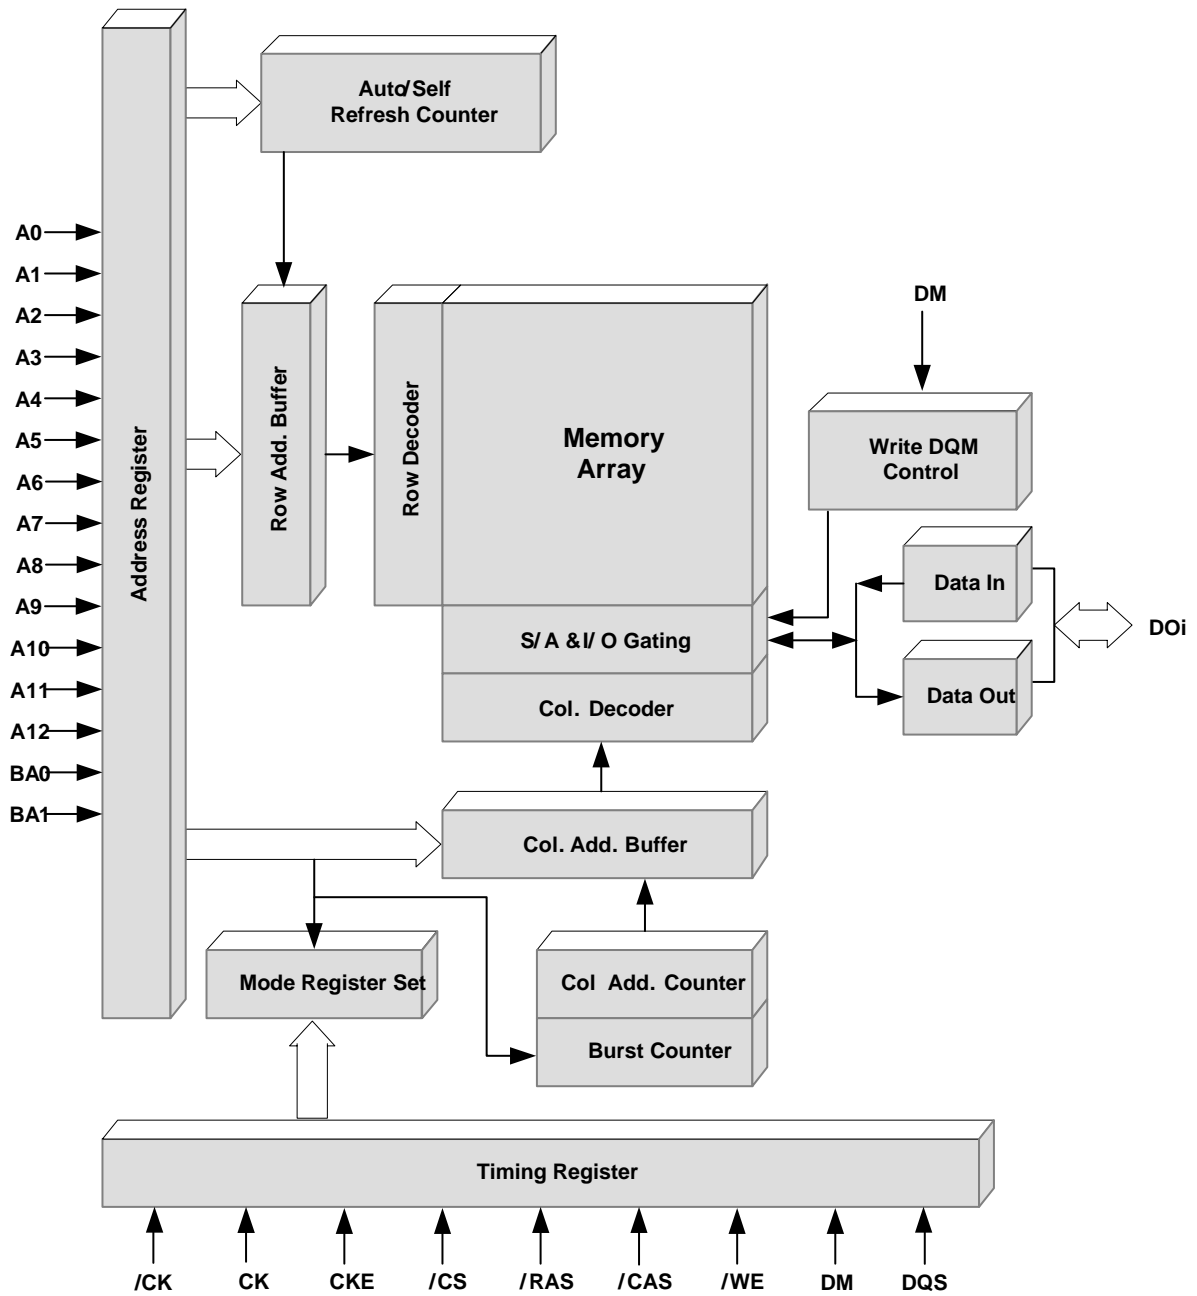 Auto/Self
Refresh Counter
A0
A1
A2
A3
A4
A5
A6
A7
A8
A9
A10
A11
A12
BA0
BA1
Address Register
Row Add. Buffer
Row Decoder
Memory
Array
DM
Write DQM
Control
Data In
Data Out
DOi
S/ A & I/ O Gating
Col. Decoder
Col. Add. Buffer
Mode Register Set
Col Add. Counter
Burst Counter
Timing Register
/CK
CK
CKE
/CS
/RAS
/CAS
/WE
DM
DQS